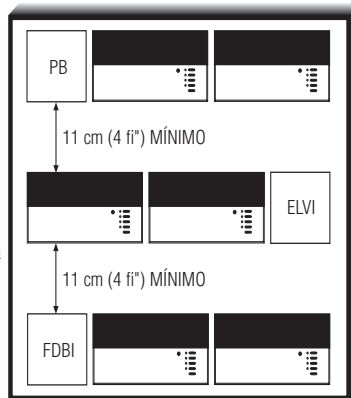 PB
11 cm (4 fi") MÍNIMO
ELVI
11 cm (4 fi") MÍNIMO
FDBI